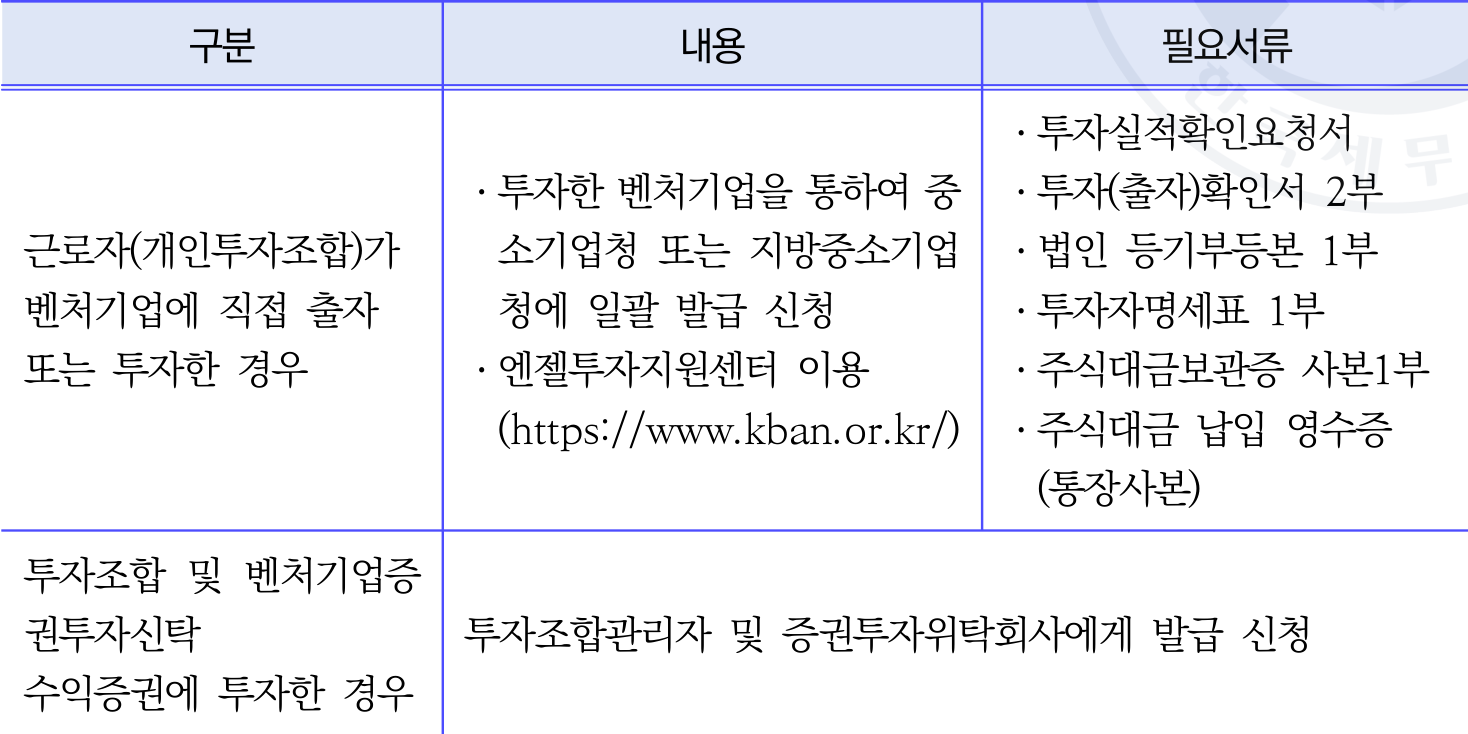 구분
내용
필요서류
근로자(개인투자조합)가
벤처기업에 직접 출자
또는 투자한 경우
· 투자한 벤처기업을 통하여 중
소기업청 또는 지방중소기업
청에 일괄 발급 신청
· 엔젤투자지원센터 이용
(https://www.kban.or.kr/)
· 투자실적확인요청서
· 투자(출자)확인서 2부
· 법인 등기부등본 1부
· 투자자명세표 1부
· 주식대금보관증 사본1부
· 주식대금 납입 영수증
(통장사본)
투자조합 및 벤처기업증
권투자신탁
수익증권에 투자한 경우
투자조합관리자 및 증권투자위탁회사에게 발급 신청
한국세무